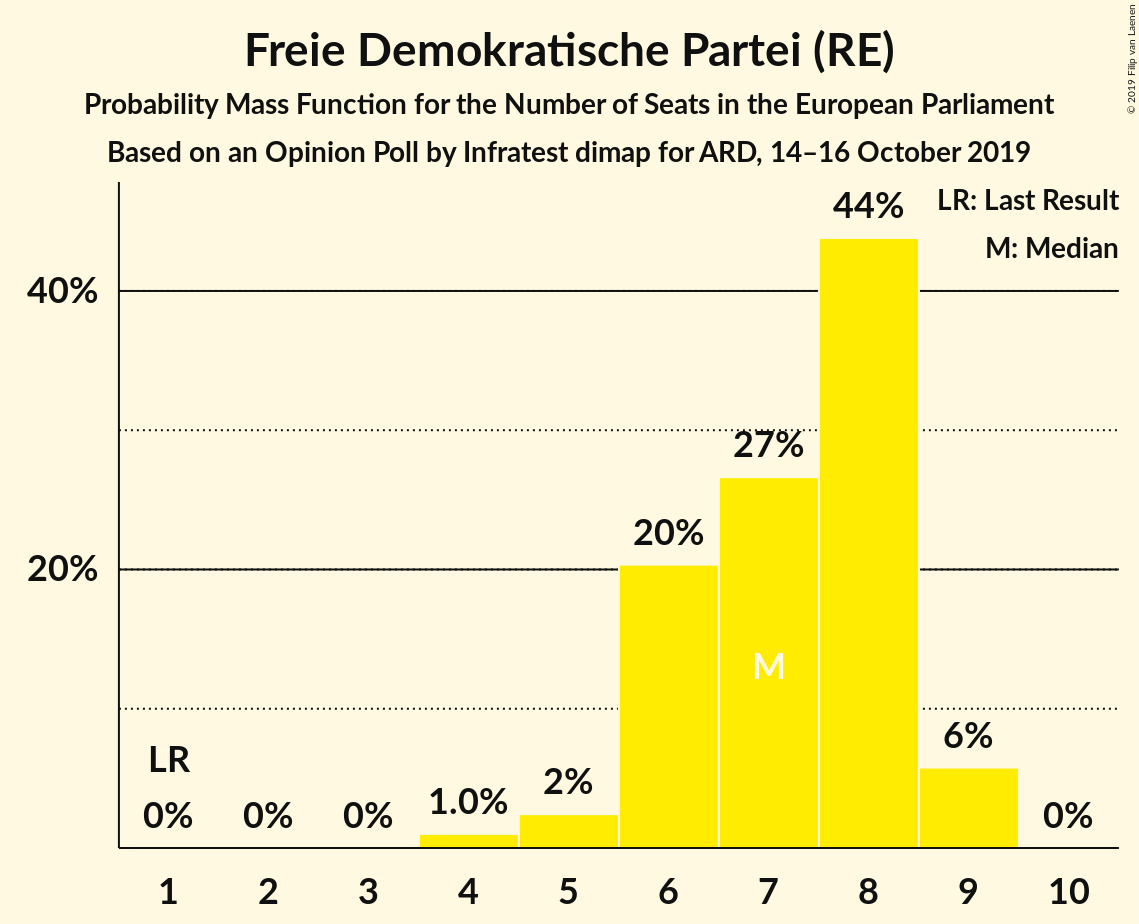 Freie Demokratische Partei (RE)
Probability Mass Function for the Number of Seats in the European Parliament
Based on an Opinion Poll by Infratest dimap for ARD, 14–16 October 2019
© 2019 Filip van Laenen
LR: Last Result
M: Median
44%
40%
27%
20%
20%
M
6%
LR
2%
1.0%
0%
0%
0%
0%
1 2 3 4 5 6 7 8 9 10